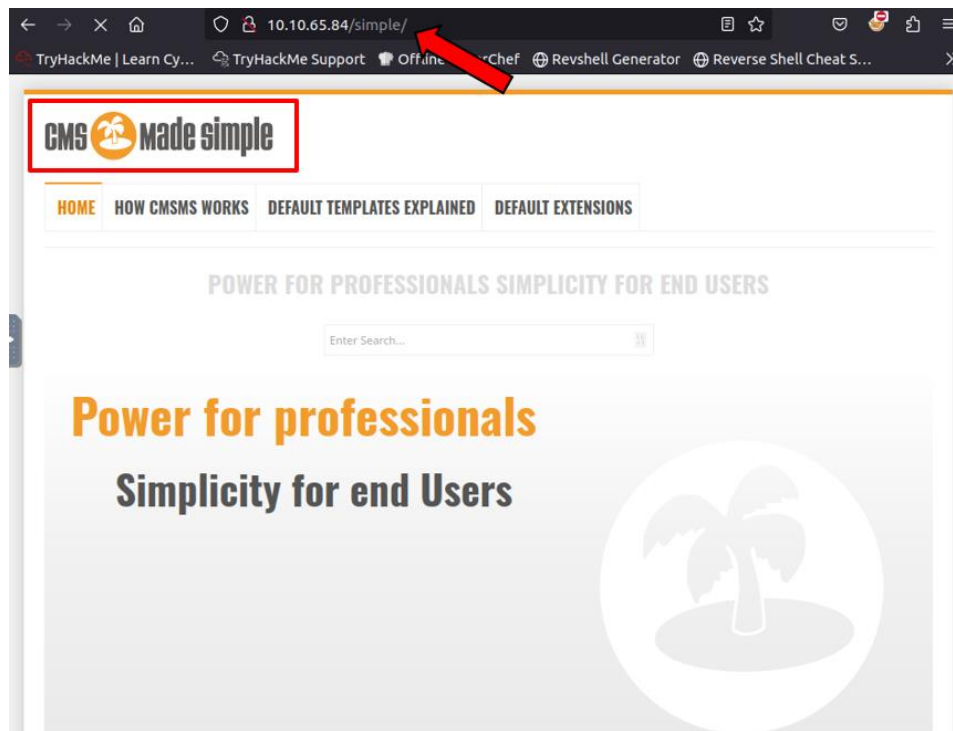 10.10.65.84/simple/
TryHackMe | Learn Cy... TryHackMe Support Revshell Generator Reverse Shell Cheat S...
CMS Made Simple
HOME HOW CMSMS WORKS DEFAULT TEMPLATES EXPLAINED DEFAULT EXTENSIONS
POWER FOR PROFESSIONALS SIMPLICITY FOR END USERS
Enter Search...
Power for professionals
Simplicity for end Users